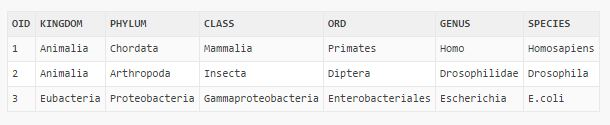 OID KINGDOM PHYLUM CLASS ORD GENUS SPECIES
1 Animalia Chordata Mammalia Primates Homo Homosapiens
2 Animalia Arthropoda Insecta Diptera Drosophilidae Drosophila
3 Eubacteria Proteobacteria Gammaproteobacteria Enterobacteriales Escherichia E.coli